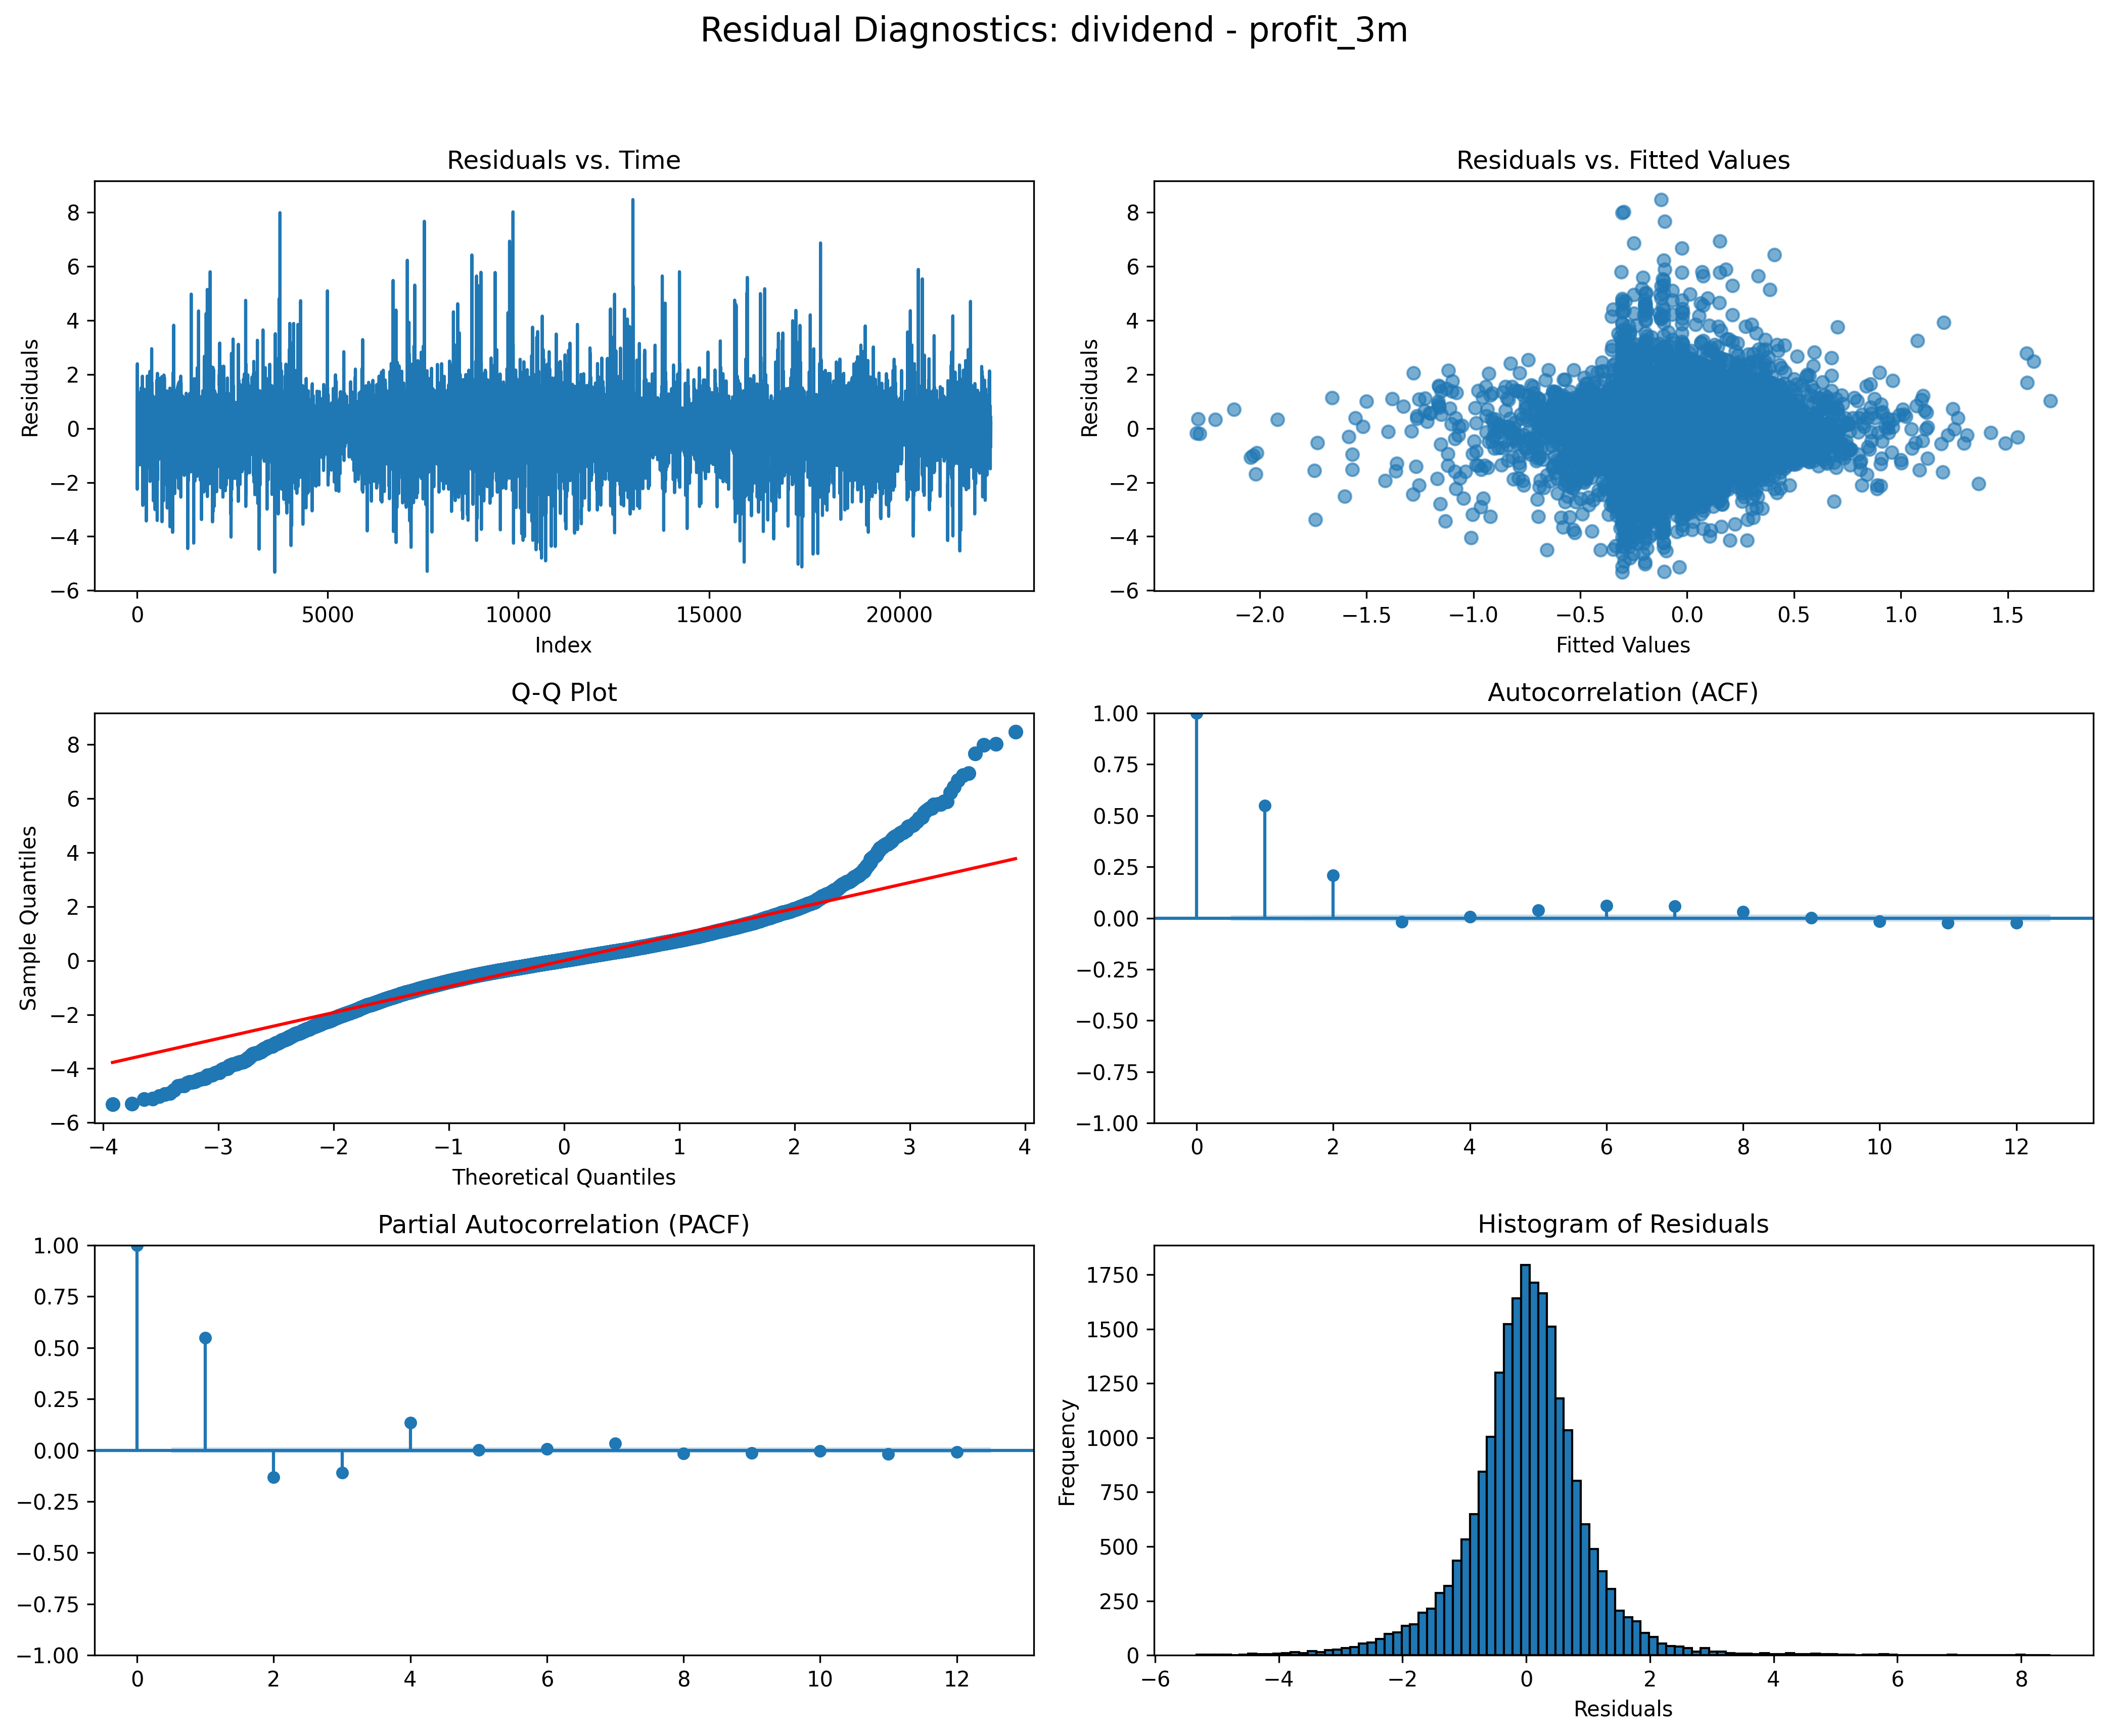 Residual Diagnostics: dividend - profit_3m
Residuals vs. Time
8
6
4
2
0
−2
−4
−6
Residuals
0 5000 10000 15000 20000
Index
Residuals vs. Fitted Values
8
6
4
2
0
−2
−4
−6
Residuals
−2.0 −1.5 −1.0 −0.5 0.0 0.5 1.0 1.5
Fitted Values
Q-Q Plot
8
6
4
2
0
−2
−4
−6
Sample Quantiles
−4 −3 −2 −1 0 1 2 3 4
Theoretical Quantiles
Autocorrelation (ACF)
1.00
0.75
0.50
0.25
0.00
−0.25
−0.50
−0.75
−1.00
0 2 4 6 8 10 12
Partial Autocorrelation (PACF)
1.00
0.75
0.50
0.25
0.00
−0.25
−0.50
−0.75
−1.00
0 2 4 6 8 10 12
Histogram of Residuals
1750
1500
1250
1000
750
500
250
0
Frequency
−6 −4 −2 0 2 4 6 8
Residuals